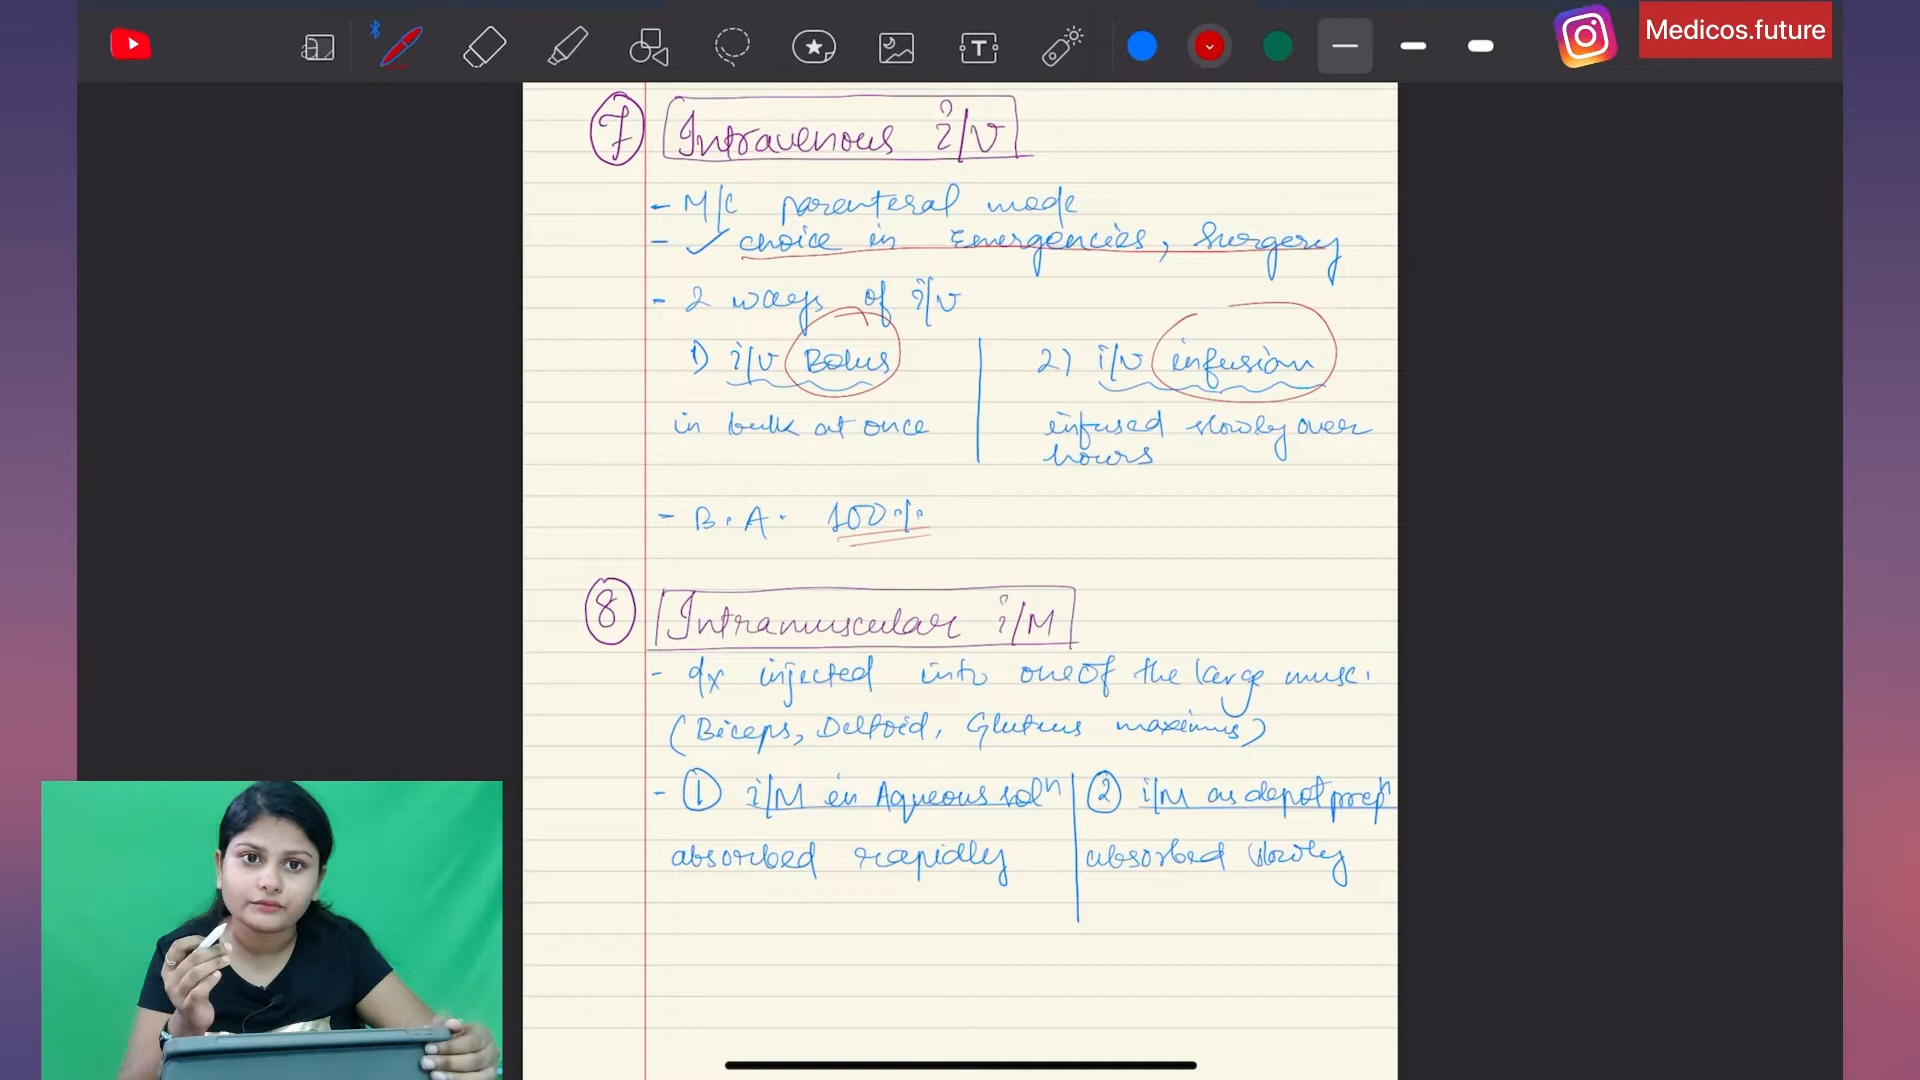 Medicos.future
T
7 Intravenous i/v
- M/C parenteral mode
- ✓ choice in Emergencies, Surgery
- 2 ways of i/v
1) i/v Bolus
2) i/v infusion
in bulk at once
infused slowly over
hours
- B.A. 100%
8 Intramuscular i/M
- dx injected into one of the large musc.
(Biceps, Deltoid, Gluteus maximus)
- 1 i/M in Aqueous solⁿ
2 i/M as depot prepⁿ
absorbed rapidly
absorbed slowly